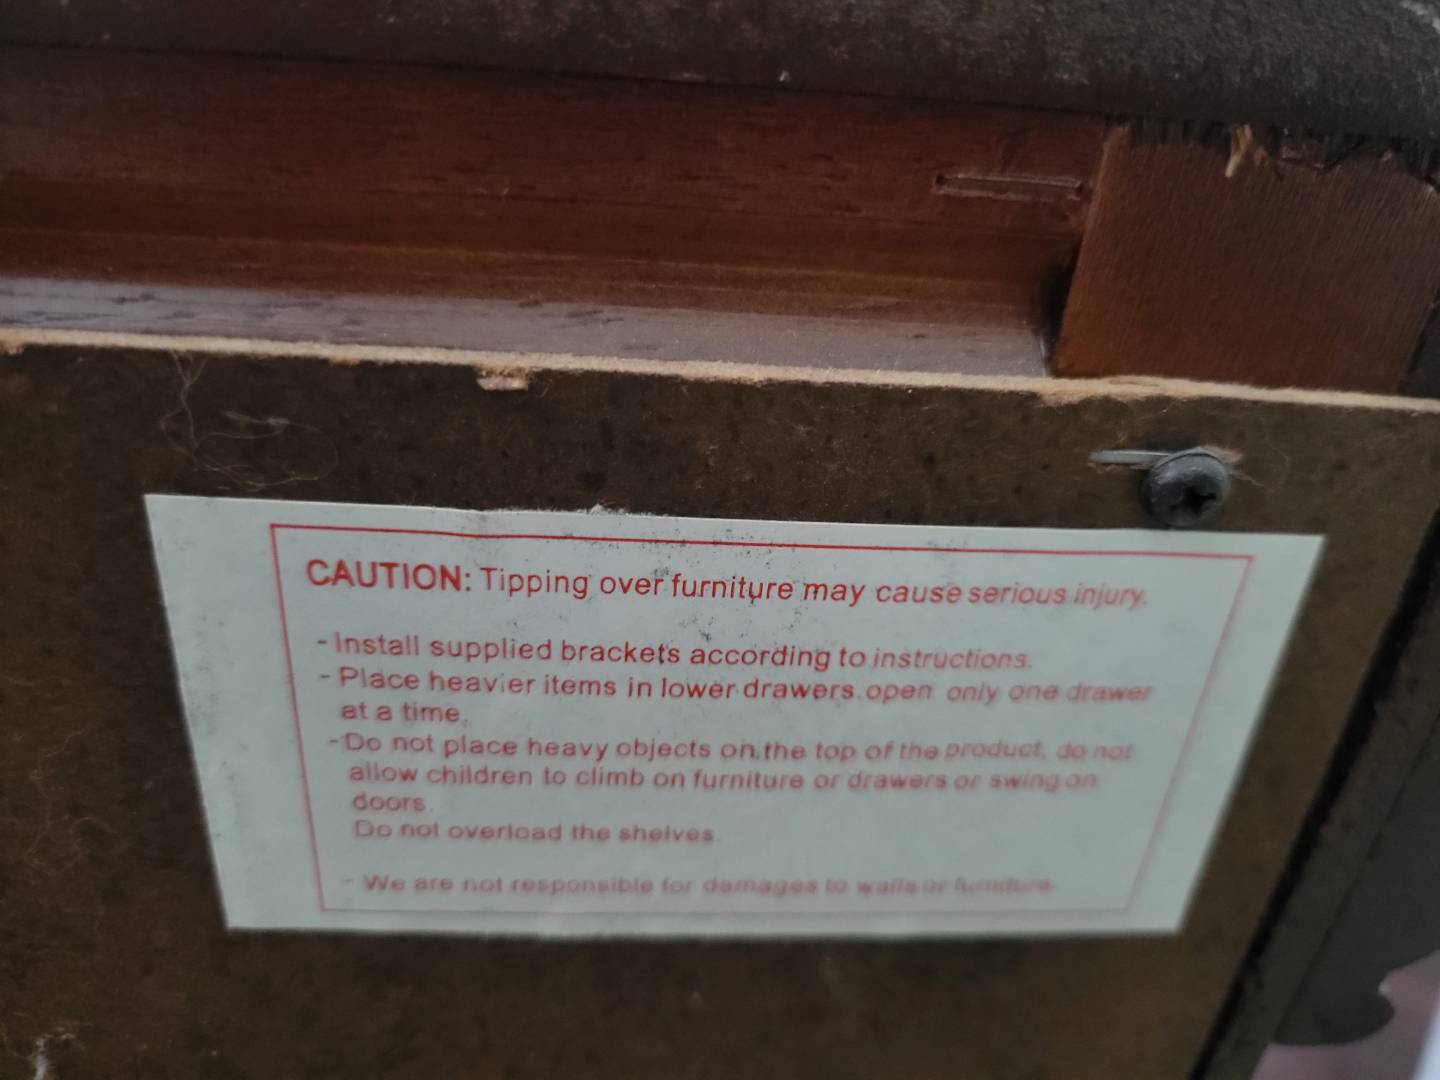 CAUTION: Tipping over furniture may cause serious injury.
- Install supplied brackets according to instructions.
- Place heavier items in lower drawers. open only one drawer
at a time.
- Do not place heavy objects on the top of the product, do not
allow children to climb on furniture or drawers or swing on
doors.
Do not overload the shelves.
- We are not responsible for damages to walls or furniture.